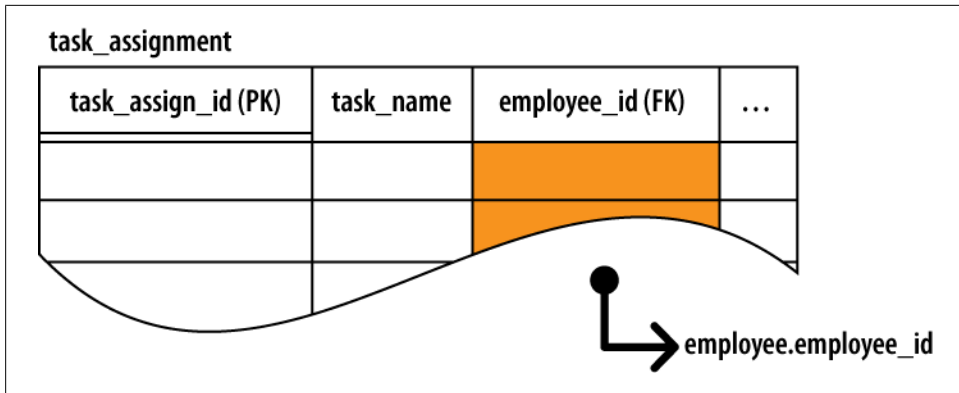 task_assignment
task_assign_id (PK) task_name employee_id (FK) ...
employee.employee_id